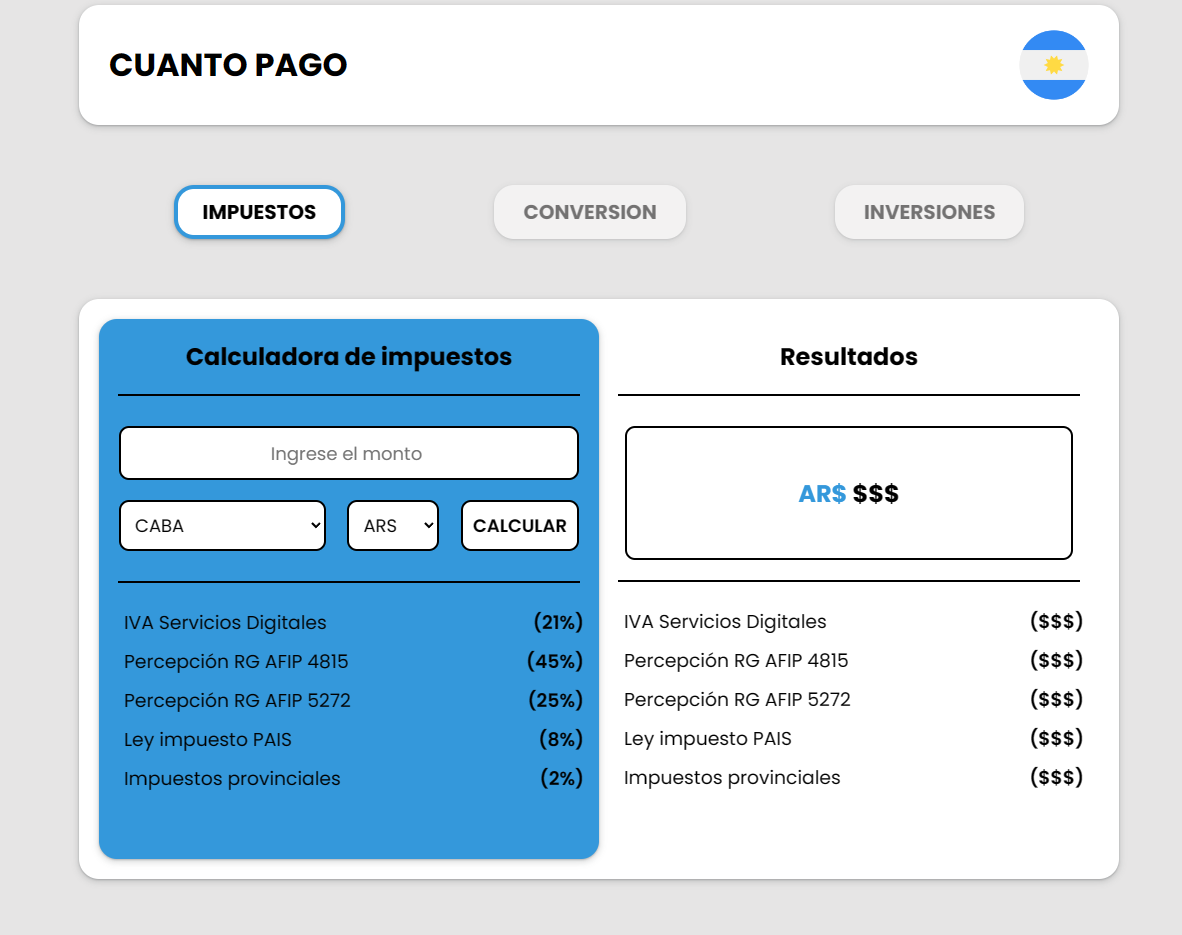 CUANTO PAGO
IMPUESTOS
CONVERSION
INVERSIONES
Calculadora de impuestos
Ingrese el monto
CABA
ARS
CALCULAR
IVA Servicios Digitales (21%)
Percepción RG AFIP 4815 (45%)
Percepción RG AFIP 5272 (25%)
Ley impuesto PAIS (8%)
Impuestos provinciales (2%)
Resultados
AR$ $$$
IVA Servicios Digitales ($$$)
Percepción RG AFIP 4815 ($$$)
Percepción RG AFIP 5272 ($$$)
Ley impuesto PAIS ($$$)
Impuestos provinciales ($$$)